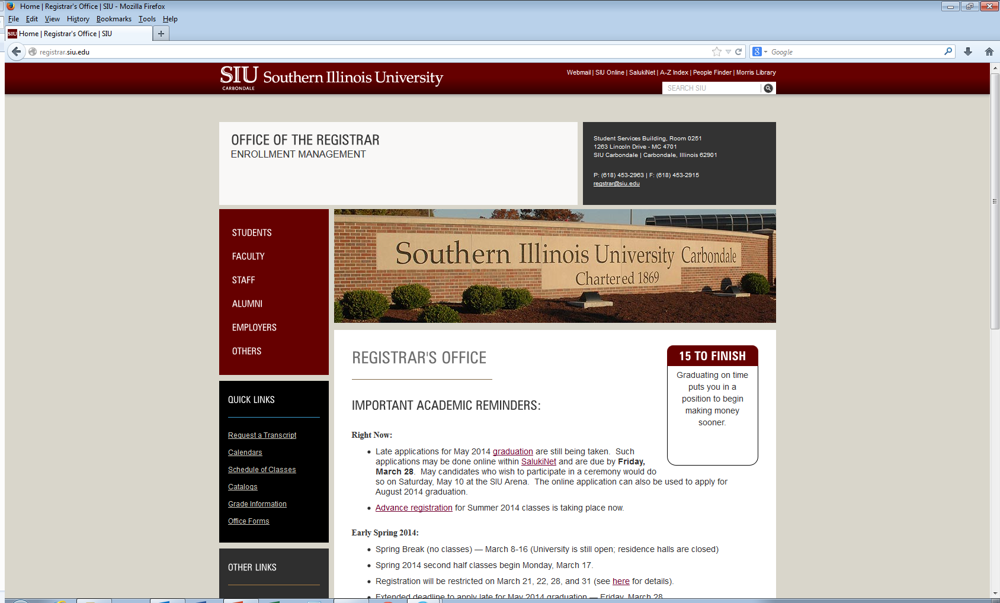 Home | Registrar's Office | SIU - Mozilla Firefox
File Edit View History Bookmarks Tools Help
SIU Home | Registrar's Office | SIU
registrar.siu.edu
Google
SIU Southern Illinois University
CARBONDALE
Webmail | SIU Online | SalukiNet | A-Z Index | People Finder | Morris Library
SEARCH SIU
OFFICE OF THE REGISTRAR
ENROLLMENT MANAGEMENT
Student Services Building, Room 0251
1263 Lincoln Drive - MC 4701
SIU Carbondale | Carbondale, Illinois 62901
P: (618) 453-2963 | F: (618) 453-2915
regstrar@siu.edu
STUDENTS
FACULTY
STAFF
ALUMNI
EMPLOYERS
OTHERS
Southern Illinois University Carbondale
Chartered 1869
QUICK LINKS
Request a Transcript
Calendars
Schedule of Classes
Catalogs
Grade Information
Office Forms
OTHER LINKS
REGISTRAR'S OFFICE
15 TO FINISH
Graduating on time
puts you in a
position to begin
making money
sooner.
IMPORTANT ACADEMIC REMINDERS:
Right Now:
Late applications for May 2014 graduation are still being taken. Such
applications may be done online within SalukiNet and are due by Friday,
March 28. May candidates who wish to participate in a ceremony would do
so on Saturday, May 10 at the SIU Arena. The online application can also be used to apply for
August 2014 graduation.
Advance registration for Summer 2014 classes is taking place now.
Early Spring 2014:
Spring Break (no classes) — March 8-16 (University is still open; residence halls are closed)
Spring 2014 second half classes begin Monday, March 17.
Registration will be restricted on March 21, 22, 28, and 31 (see here for details).
Extended deadline to apply late for May 2014 graduation — Friday, March 28